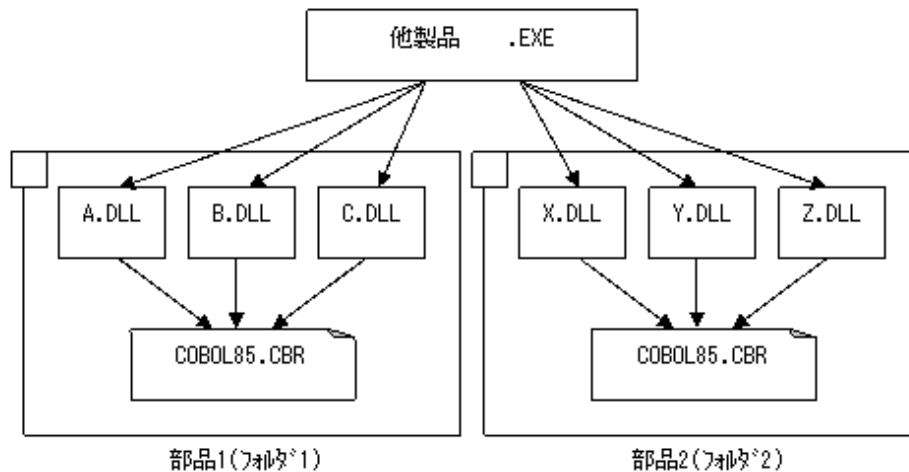 他製品　　.EXE
A.DLL
B.DLL
C.DLL
COBOL85.CBR
部品1(ﾌｫﾙﾀﾞ1)
X.DLL
Y.DLL
Z.DLL
COBOL85.CBR
部品2(ﾌｫﾙﾀﾞ2)